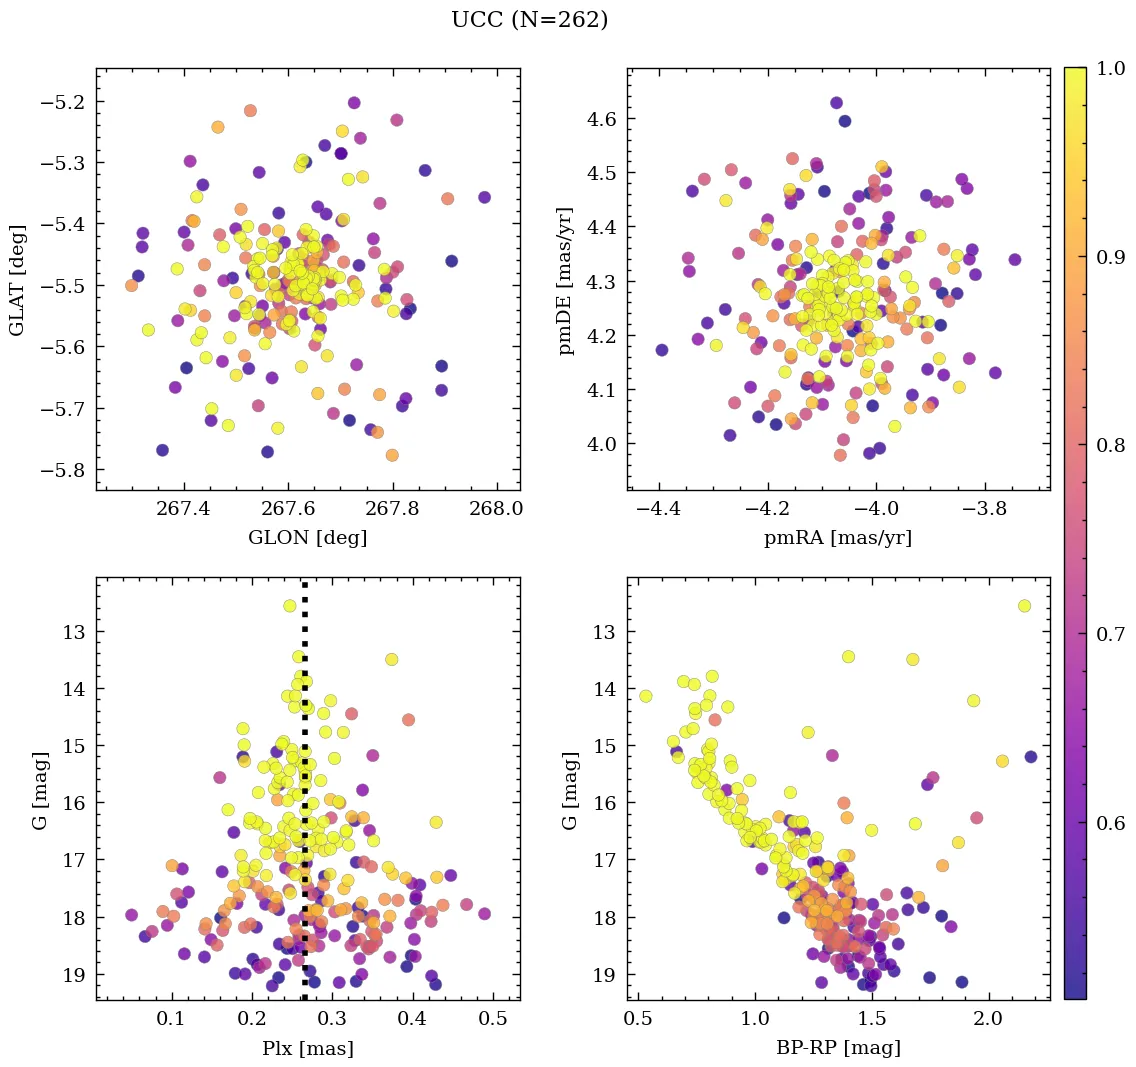 UCC (N=262)
−5.2
−5.3
−5.4
−5.5
−5.6
−5.7
−5.8
GLAT [deg]
267.4 267.6 267.8 268.0
GLON [deg]
4.6
4.5
4.4
4.3
4.2
4.1
4.0
pmDE [mas/yr]
−4.4 −4.2 −4.0 −3.8
pmRA [mas/yr]
13
14
15
16
17
18
19
G [mag]
0.1 0.2 0.3 0.4 0.5
Plx [mas]
13
14
15
16
17
18
19
G [mag]
0.5 1.0 1.5 2.0
BP-RP [mag]
1.0
0.9
0.8
0.7
0.6